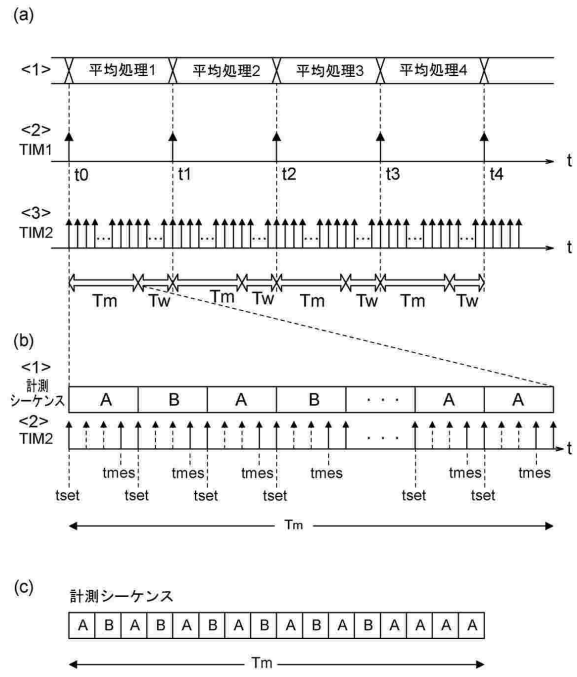 (a)
<1>
平均処理1 平均処理2 平均処理3 平均処理4
<2>
TIM1
t0 t1 t2 t3 t4 t
<3>
TIM2
... ... ... ... t
Tm Tw Tm Tw Tm Tw Tm Tw
(b)
<1>
計測
シーケンス
A B A B ··· A A
<2>
TIM2
··· t
tmes tmes tmes tmes tmes tmes
tset tset tset tset tset tset
Tm
(c)
計測シーケンス
A B A B A B A B A B A B A A A A
Tm